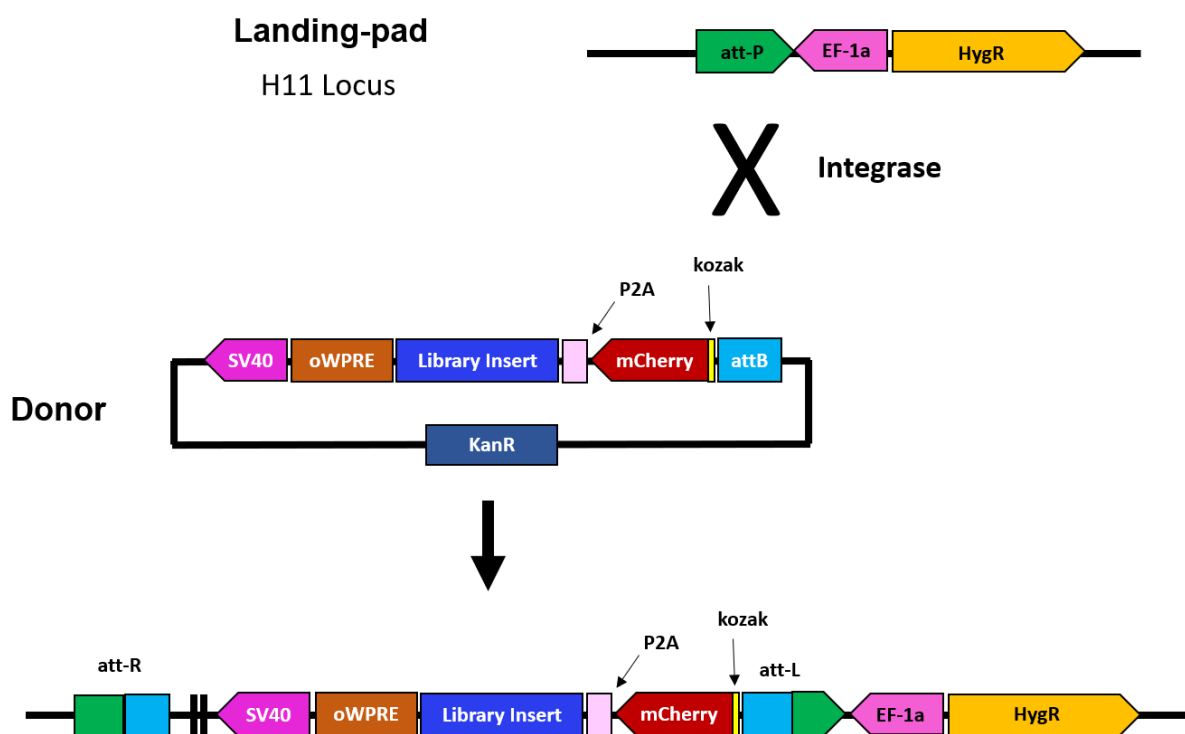 Landing-pad
H11 Locus
att-P EF-1a HygR
Integrase
kozak
P2A
SV40 oWPRE Library Insert mCherry attB
Donor
KanR
kozak
P2A
att-R att-L
SV40 oWPRE Library Insert mCherry EF-1a HygR